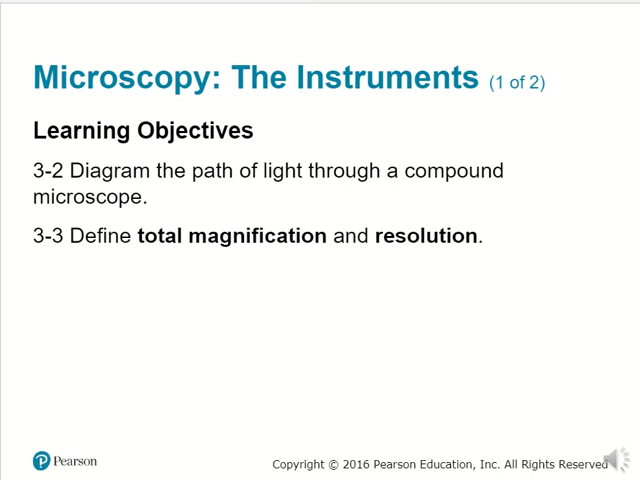 Microscopy: The Instruments (1 of 2)
Learning Objectives
3-2 Diagram the path of light through a compound
microscope.
3-3 Define total magnification and resolution.
Pearson
Copyright © 2016 Pearson Education, Inc. All Rights Reserved